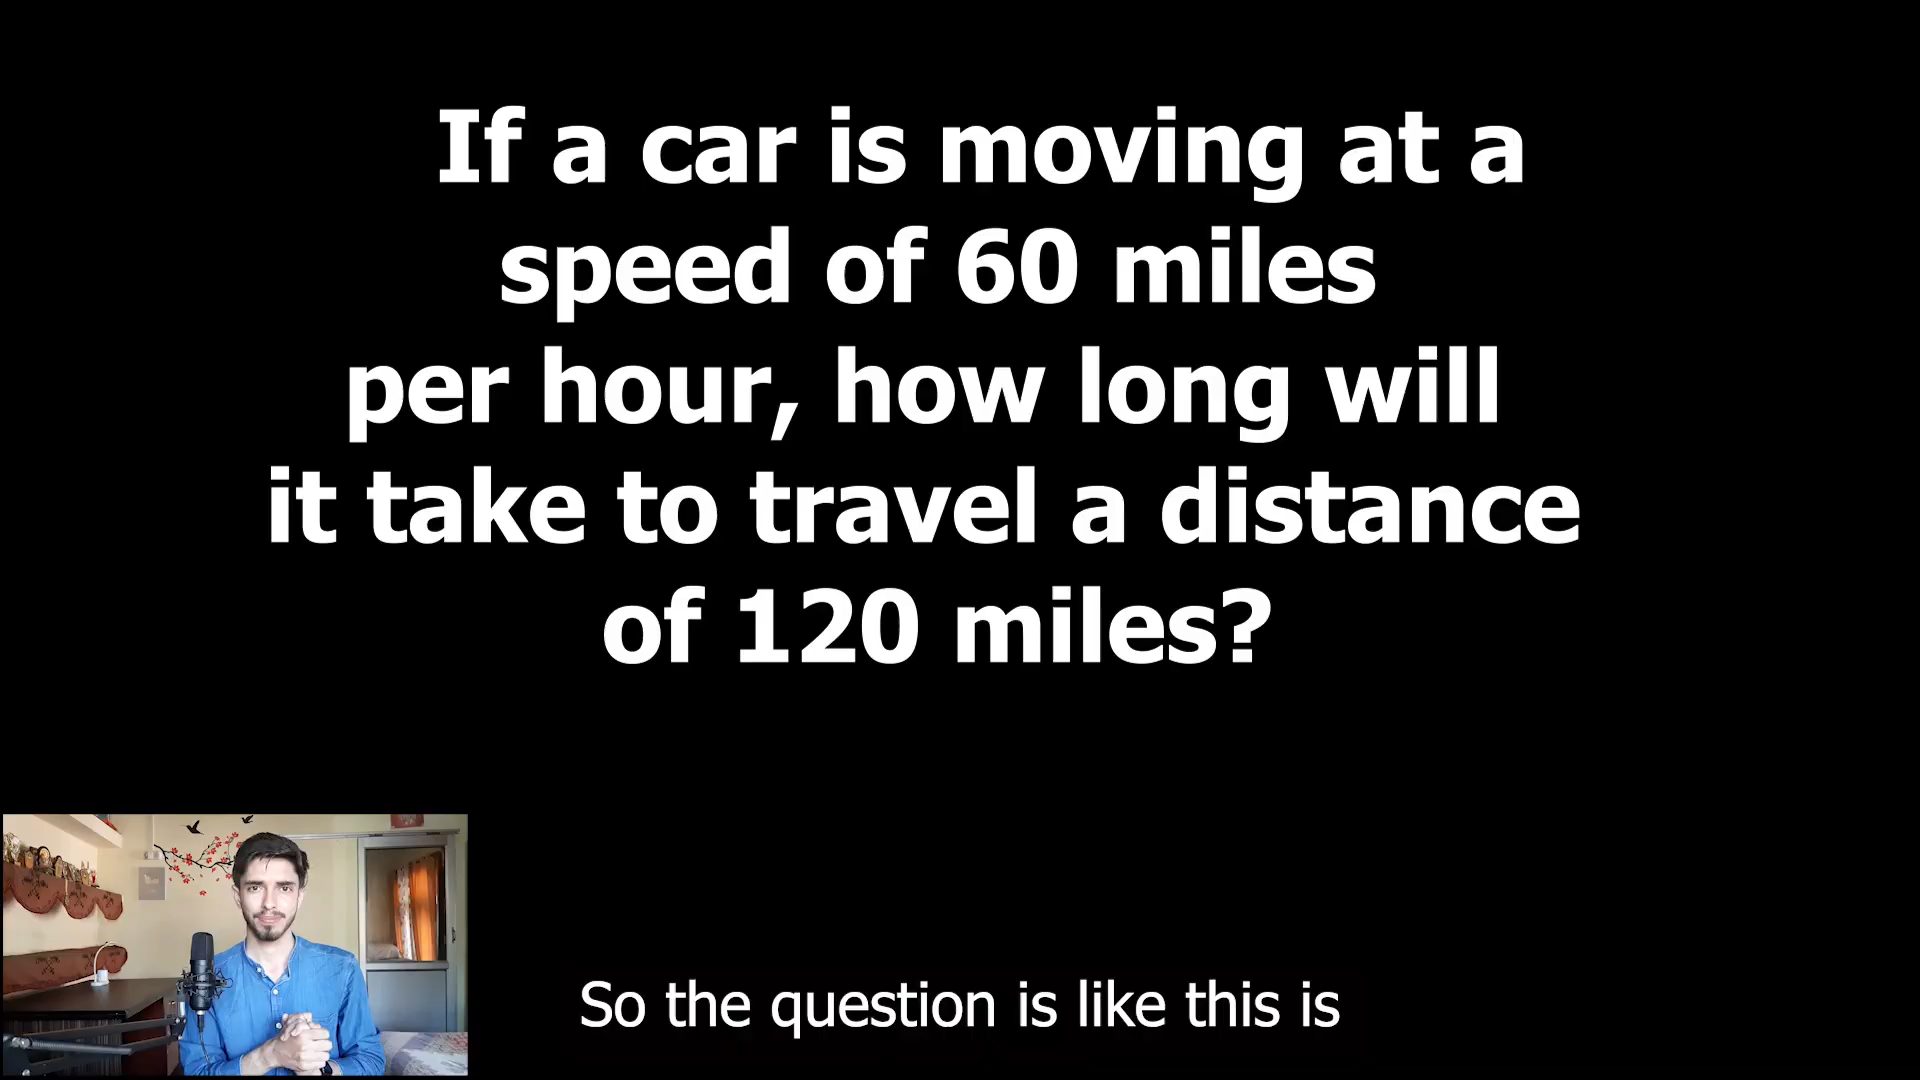 If a car is moving at a
speed of 60 miles
per hour, how long will
it take to travel a distance
of 120 miles?
So the question is like this is